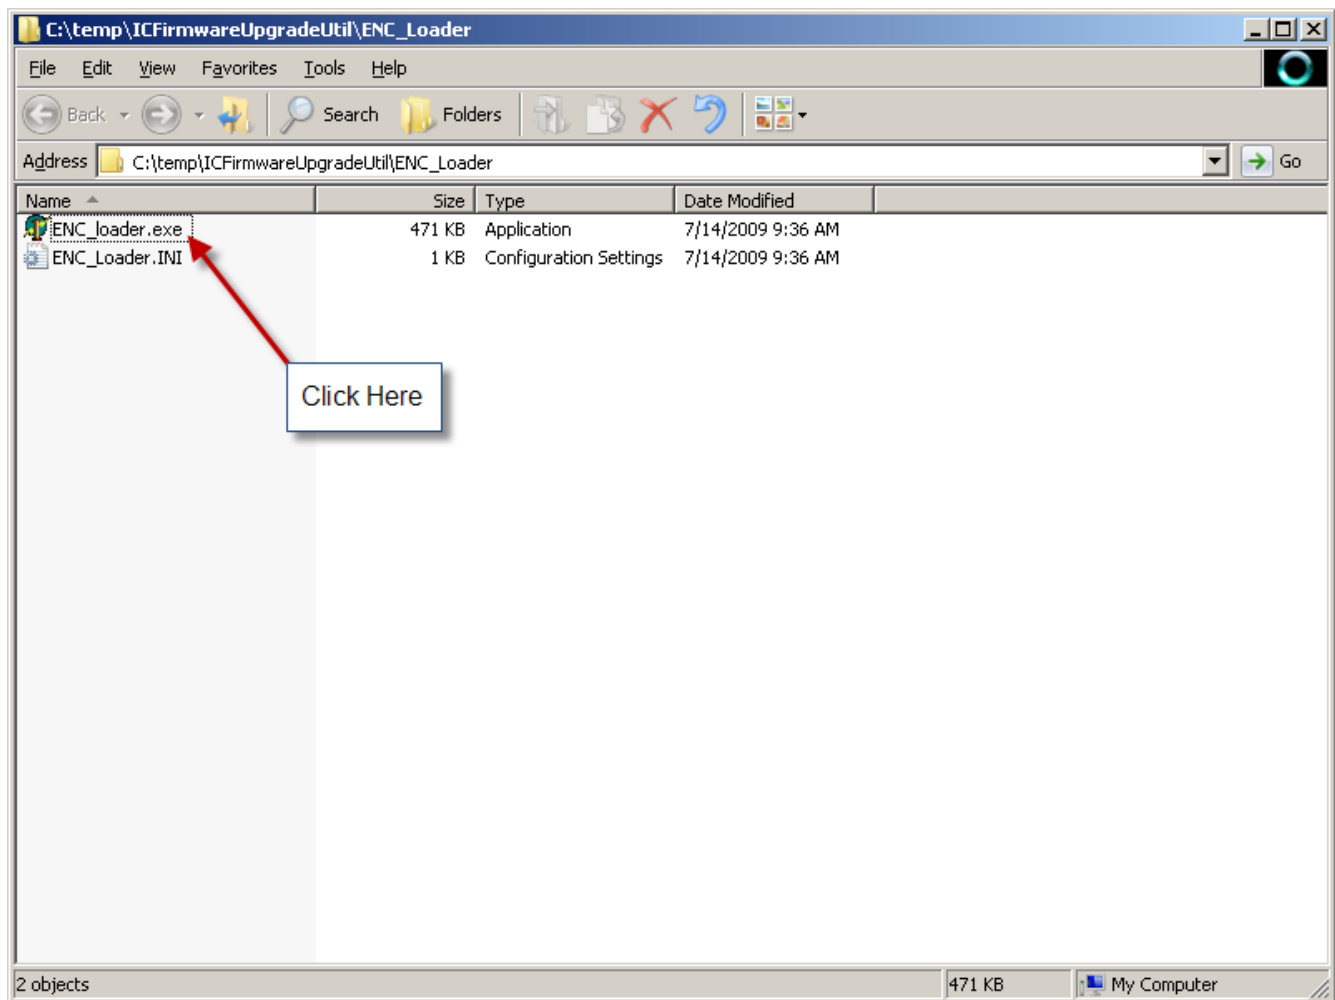 C:\temp\ICFirmwareUpgradeUtil\ENC_Loader
File Edit View Favorites Tools Help
Back Search Folders
Address C:\temp\ICFirmwareUpgradeUtil\ENC_Loader Go
Name Size Type Date Modified
ENC_loader.exe 471 KB Application 7/14/2009 9:36 AM
ENC_Loader.INI 1 KB Configuration Settings 7/14/2009 9:36 AM
Click Here
2 objects 471 KB My Computer